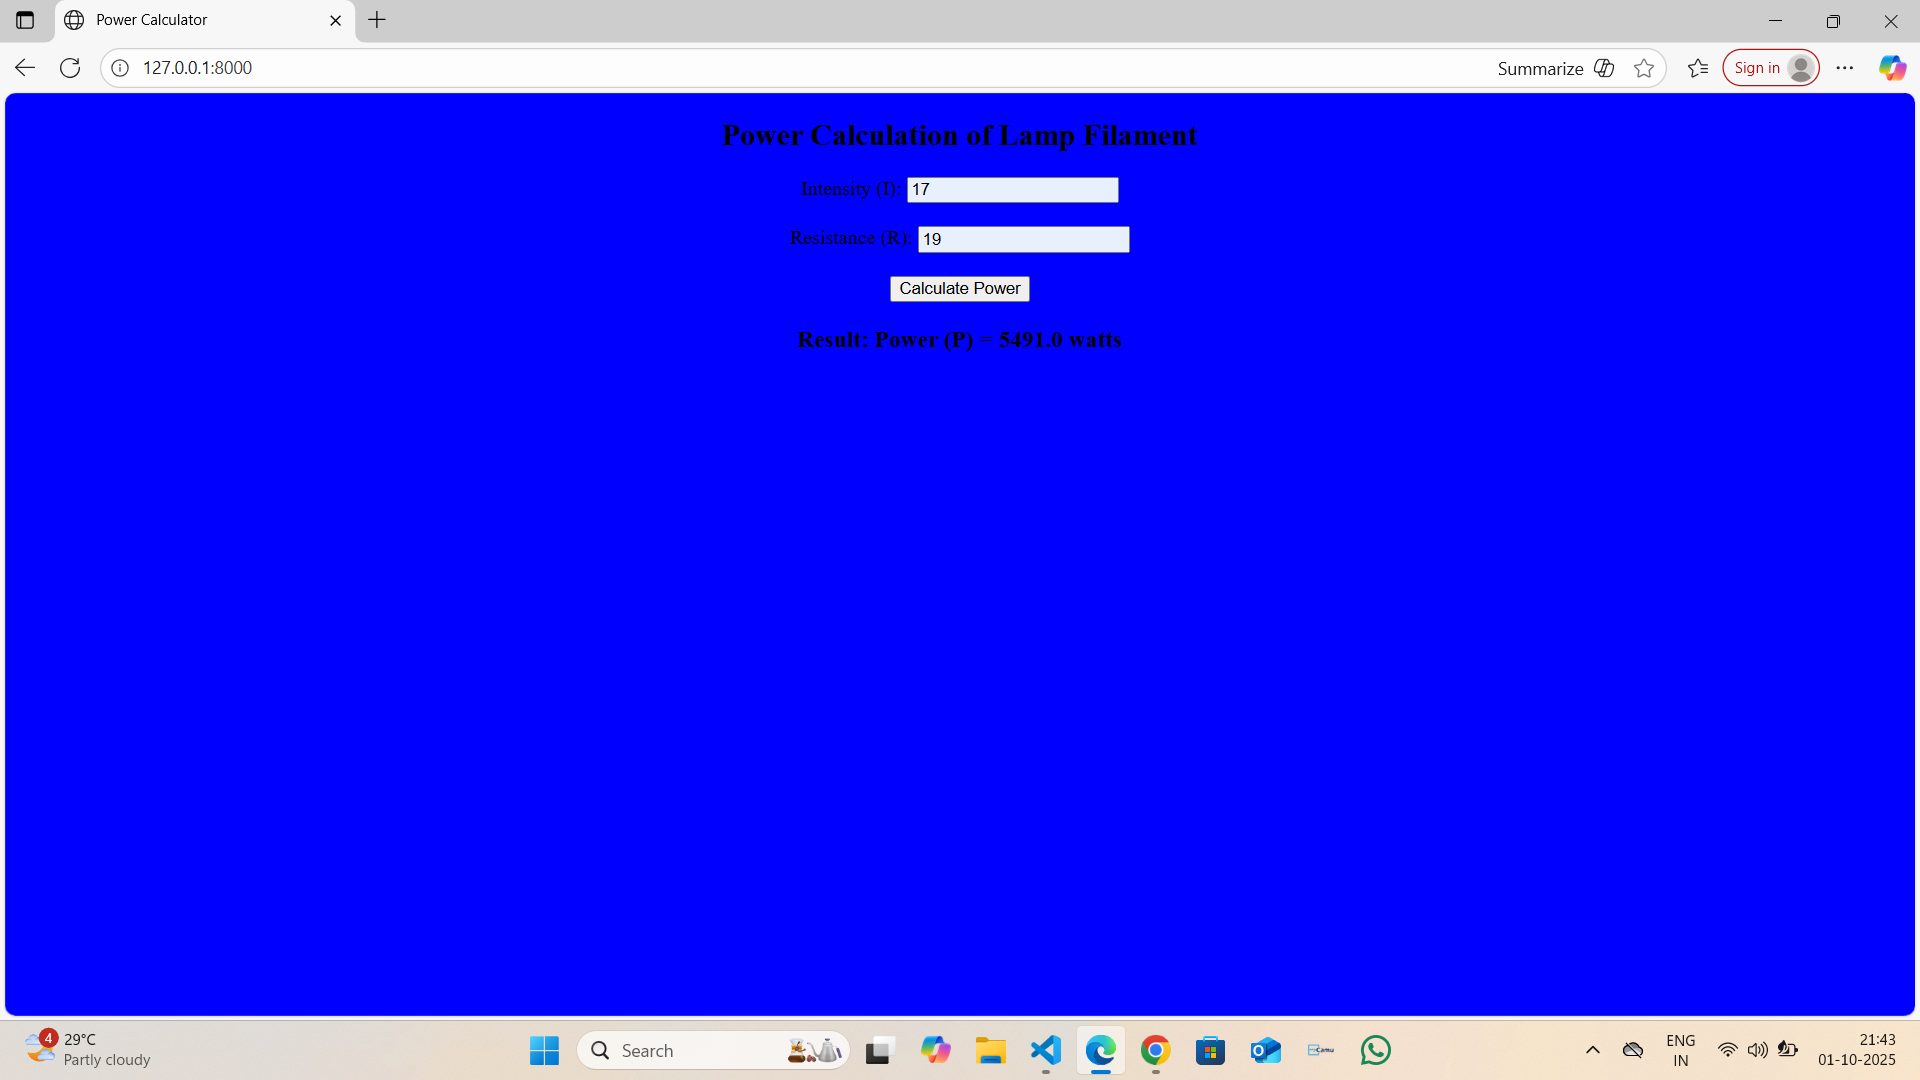 Power Calculator
127.0.0.1:8000
Summarize
Sign in
Power Calculation of Lamp Filament
Intensity (I): 17
Resistance (R): 19
Calculate Power
Result: Power (P) = 5491.0 watts
4
29°C
Partly cloudy
Search
Camu
ENG
IN
21:43
01-10-2025